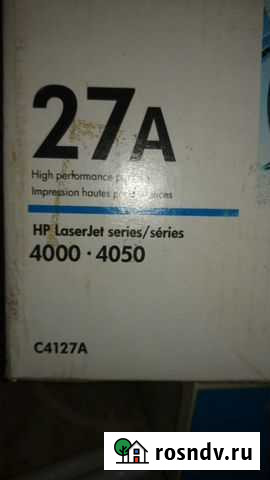 27A
High performance
Impression hautes
HP LaserJet series/séries
4000 · 4050
C4127A
rosndv.ru